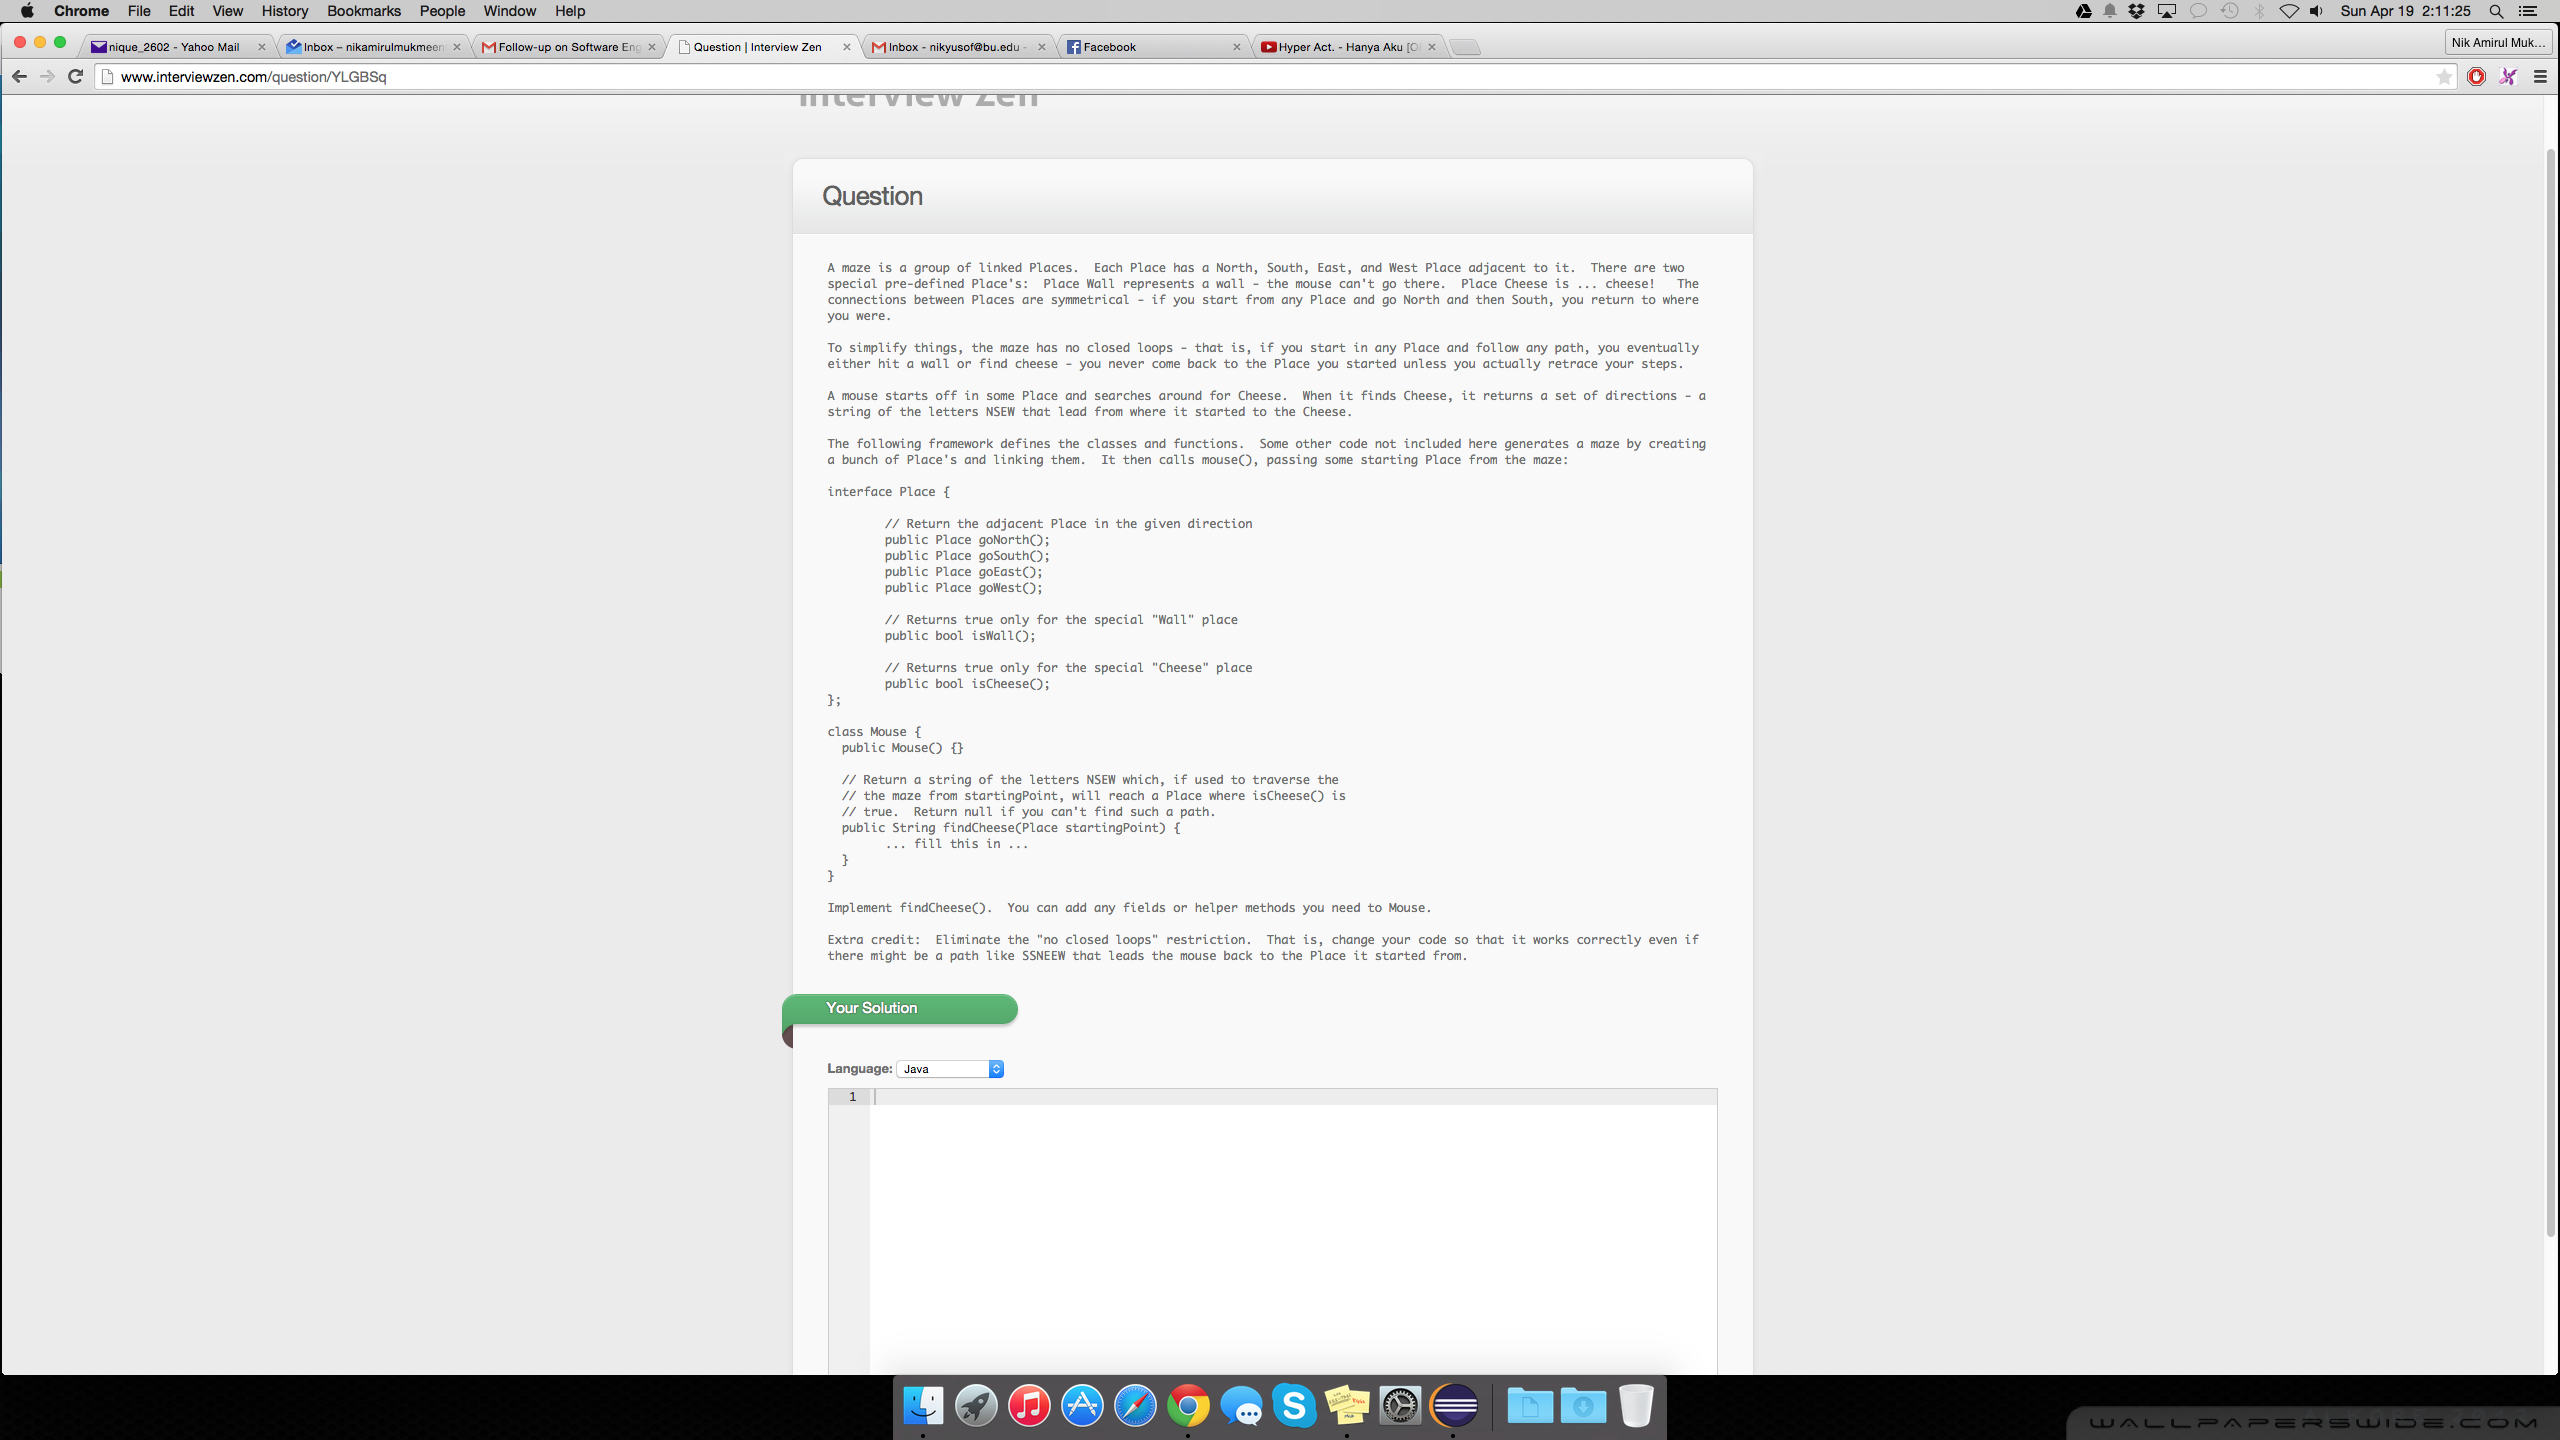 Chrome File Edit View History Bookmarks People Window Help Sun Apr 19 2:11:25
nique_2602 - Yahoo Mail Inbox – nikamirulmukmeen Follow-up on Software Eng Question | Interview Zen Inbox - nikyusof@bu.edu - Facebook Hyper Act. - Hanya Aku [O Nik Amirul Muk...
www.interviewzen.com/question/YLGBSq
Interview Zen
Question
A maze is a group of linked Places.  Each Place has a North, South, East, and West Place adjacent to it.  There are two
special pre-defined Place's:  Place Wall represents a wall - the mouse can't go there.  Place Cheese is ... cheese!   The
connections between Places are symmetrical - if you start from any Place and go North and then South, you return to where
you were.
To simplify things, the maze has no closed loops - that is, if you start in any Place and follow any path, you eventually
either hit a wall or find cheese - you never come back to the Place you started unless you actually retrace your steps.
A mouse starts off in some Place and searches around for Cheese.  When it finds Cheese, it returns a set of directions - a
string of the letters NSEW that lead from where it started to the Cheese.
The following framework defines the classes and functions.  Some other code not included here generates a maze by creating
a bunch of Place's and linking them.  It then calls mouse(), passing some starting Place from the maze:
interface Place {
// Return the adjacent Place in the given direction
public Place goNorth();
public Place goSouth();
public Place goEast();
public Place goWest();
// Returns true only for the special "Wall" place
public bool isWall();
// Returns true only for the special "Cheese" place
public bool isCheese();
};
class Mouse {
public Mouse() {}
// Return a string of the letters NSEW which, if used to traverse the
// the maze from startingPoint, will reach a Place where isCheese() is
// true.  Return null if you can't find such a path.
public String findCheese(Place startingPoint) {
... fill this in ...
}
}
Implement findCheese().  You can add any fields or helper methods you need to Mouse.
Extra credit:  Eliminate the "no closed loops" restriction.  That is, change your code so that it works correctly even if
there might be a path like SSNEEW that leads the mouse back to the Place it started from.
Your Solution
Language: Java
1
WALLPAPERSWIDE.COM